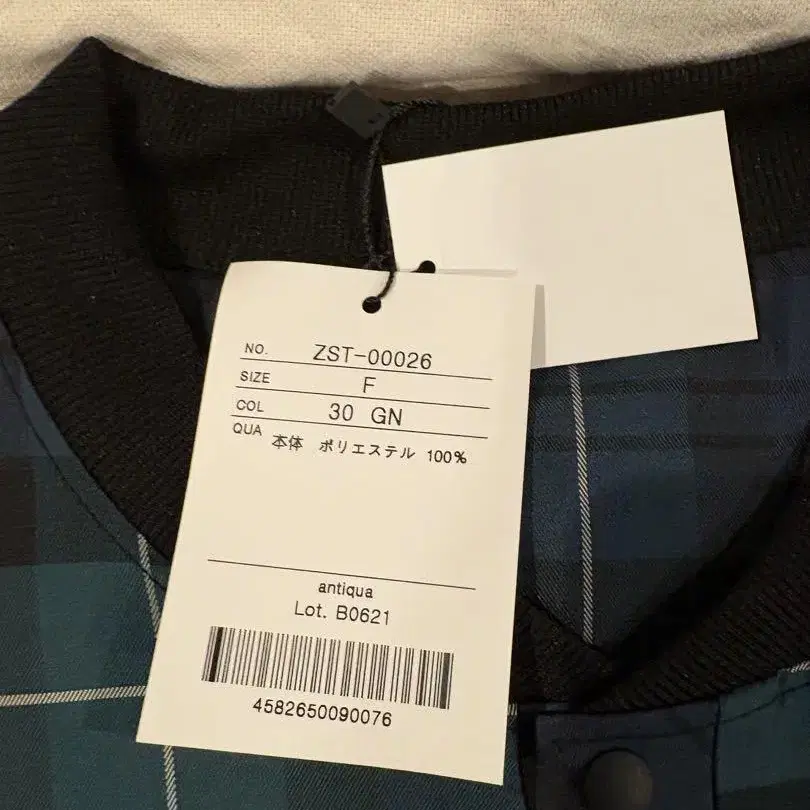 NO. ZST-00026
SIZE F
COL 30 GN
QUA 本体 ポリエステル 100%
antiqua
Lot. B0621
4582650090076